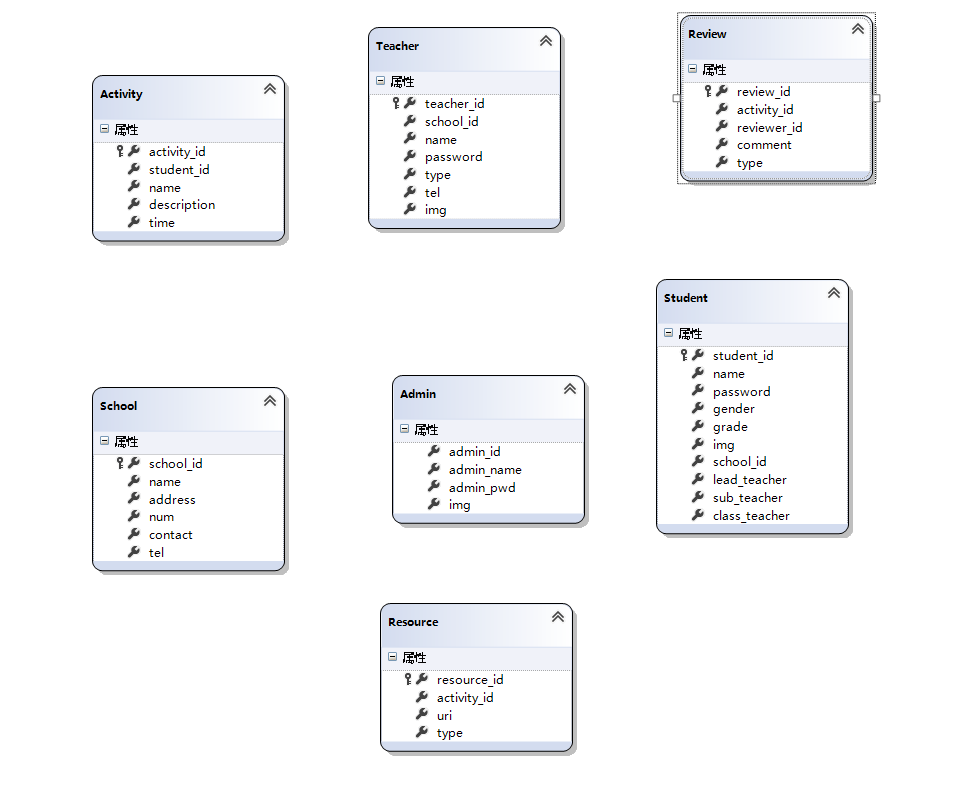 Activity
属性
activity_id
student_id
name
description
time
Teacher
属性
teacher_id
school_id
name
password
type
tel
img
Review
属性
review_id
activity_id
reviewer_id
comment
type
School
属性
school_id
name
address
num
contact
tel
Admin
属性
admin_id
admin_name
admin_pwd
img
Student
属性
student_id
name
password
gender
grade
img
school_id
lead_teacher
sub_teacher
class_teacher
Resource
属性
resource_id
activity_id
uri
type